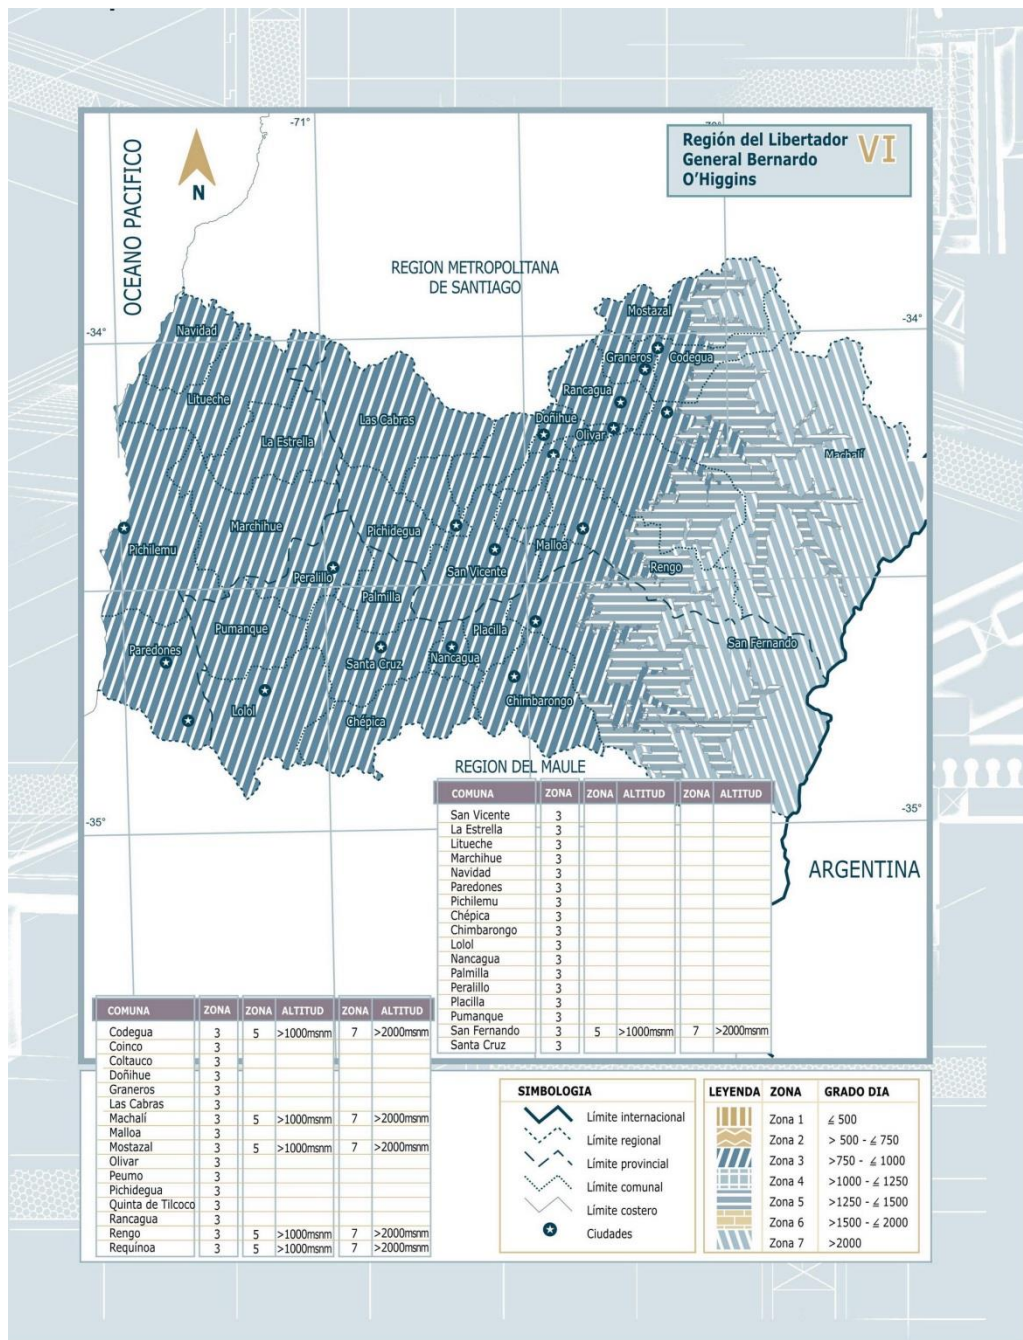 -71°
Región del Libertador
General Bernardo
O'Higgins
VI
N
OCEANO PACIFICO
REGION METROPOLITANA
DE SANTIAGO
-34°
-34°
Navidad
Mostazal
Graneros
Codegua
Litueche
Las Cabras
Rancagua
Doñihue
Olivar
La Estrella
Machalí
Marchihue
Pichidegua
Pichilemu
Malloa
Rengo
San Vicente
Peralillo
Palmilla
Pumanque
Placilla
San Fernando
Paredones
Santa Cruz
Nancagua
Lolol
Chépica
Chimbarongo
REGION DEL MAULE
-35°
-35°
ARGENTINA
COMUNA ZONA ZONA ALTITUD ZONA ALTITUD
San Vicente 3
La Estrella 3
Litueche 3
Marchihue 3
Navidad 3
Paredones 3
Pichilemu 3
Chépica 3
Chimbarongo 3
Lolol 3
Nancagua 3
Palmilla 3
Peralillo 3
Placilla 3
Pumanque 3
San Fernando 3 5 >1000msnm 7 >2000msnm
Santa Cruz 3
COMUNA ZONA ZONA ALTITUD ZONA ALTITUD
Codegua 3 5 >1000msnm 7 >2000msnm
Coinco 3
Coltauco 3
Doñihue 3
Graneros 3
Las Cabras 3
Machalí 3 5 >1000msnm 7 >2000msnm
Malloa 3
Mostazal 3 5 >1000msnm 7 >2000msnm
Olivar 3
Peumo 3
Pichidegua 3
Quinta de Tilcoco 3
Rancagua 3
Rengo 3 5 >1000msnm 7 >2000msnm
Requínoa 3 5 >1000msnm 7 >2000msnm
SIMBOLOGIA
Límite internacional
Límite regional
Límite provincial
Límite comunal
Límite costero
Ciudades
LEYENDA ZONA GRADO DIA
Zona 1 ≤ 500
Zona 2 > 500 - ≤ 750
Zona 3 >750 - ≤ 1000
Zona 4 >1000 - ≤ 1250
Zona 5 >1250 - ≤ 1500
Zona 6 >1500 - ≤ 2000
Zona 7 >2000